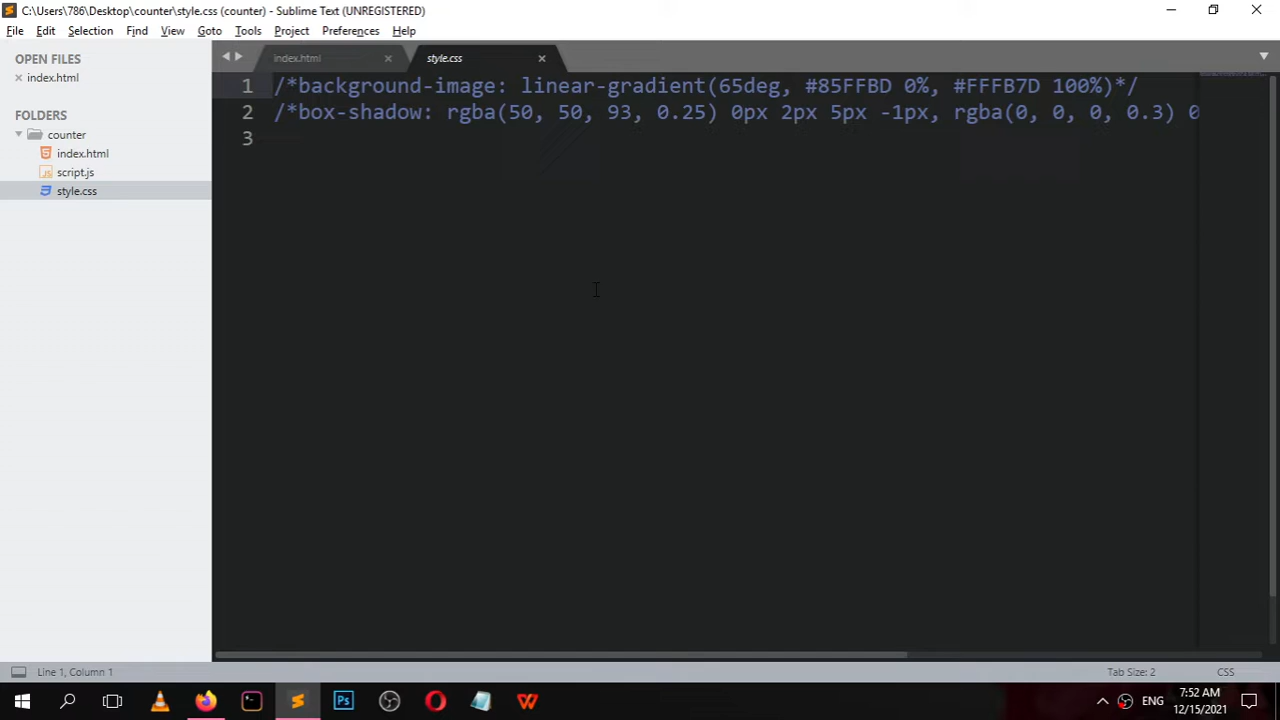 C:\Users\786\Desktop\counter\style.css (counter) - Sublime Text (UNREGISTERED)
File Edit Selection Find View Goto Tools Project Preferences Help
OPEN FILES
index.html
FOLDERS
counter
index.html
script.js
style.css
index.html
style.css
1 /*background-image: linear-gradient(65deg, #85FFBD 0%, #FFFB7D 100%)*/
2 /*box-shadow: rgba(50, 50, 93, 0.25) 0px 2px 5px -1px, rgba(0, 0, 0, 0.3) 0
3
Line 1, Column 1
Tab Size: 2
CSS
Ps
ENG
7:52 AM
12/15/2021